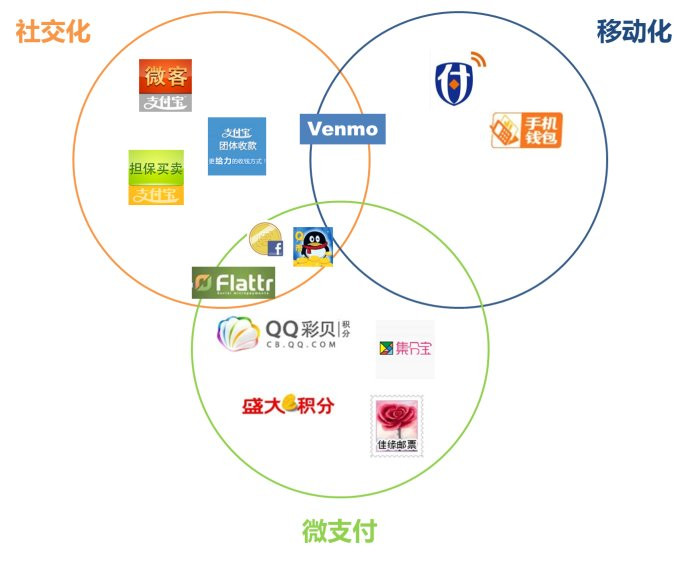 社交化
移动化
微客
支付宝
付
Venmo
手机
钱包
支付宝
团体收款
更给力的收钱方式!
担保买卖
支付宝
Q
f
Flattr
QQ彩贝
积分
CB.QQ.COM
集分宝
盛大积分
佳缘邮票
微支付